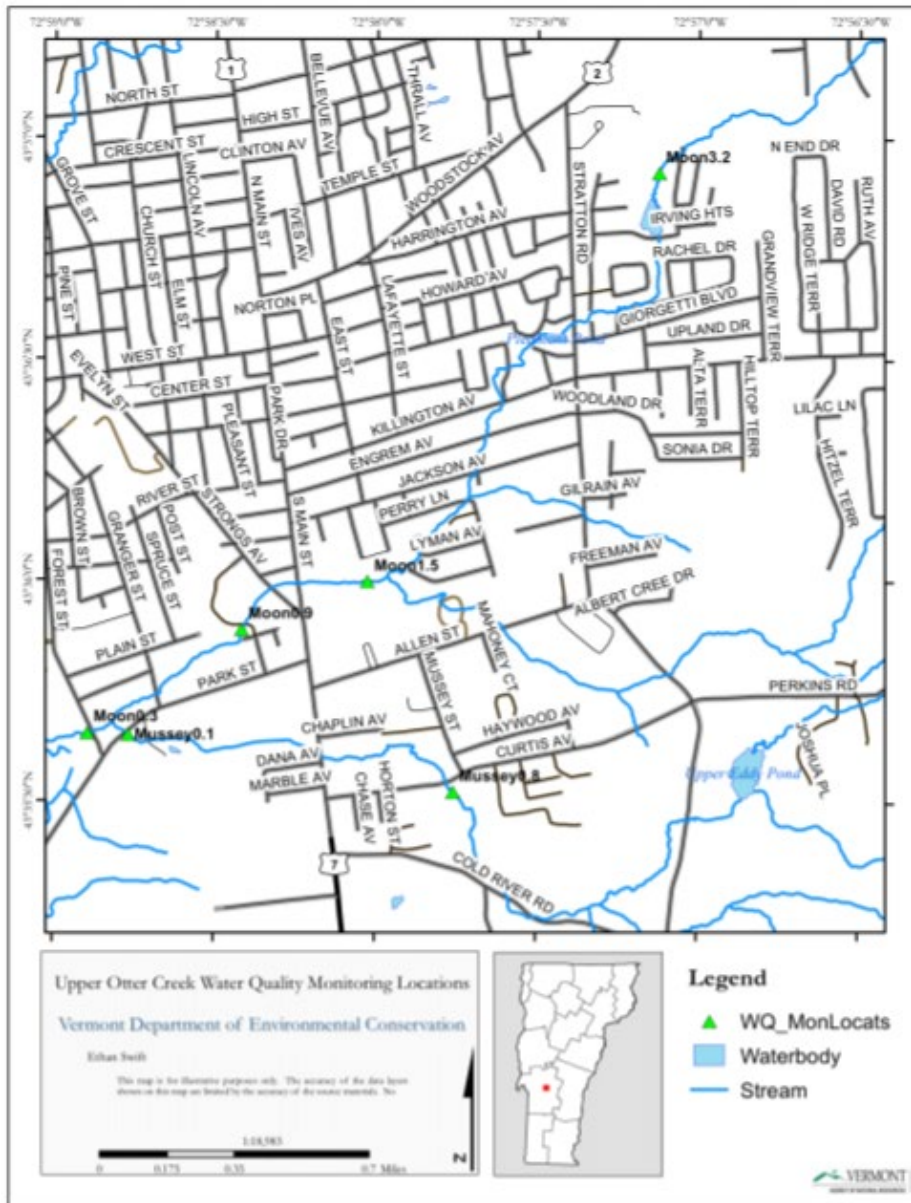 72°59'0"W 72°58'30"W 72°58'0"W 72°57'30"W 72°57'0"W 72°56'30"W
1
2
NORTH ST
HIGH ST
BELLEVUE AV
THRALL AV
CRESCENT ST
CLINTON AV
TEMPLE ST
WOODSTOCK AV
Moon3.2
N END DR
GROVE ST
CHURCH ST
LINCOLN AV
N MAIN ST
IVES AV
HARRINGTON AV
STRATTON RD
IRVING HTS
RACHEL DR
W RIDGE TERR
DAVID RD
RUTH AV
PINE ST
ELM ST
NORTON PL
LAFAYETTE ST
HOWARD AV
GIORGETTI BLVD
GRANDVIEW TERR
EAST ST
UPLAND DR
WEST ST
EVELYN ST
CENTER ST
PARK DR
KILLINGTON AV
WOODLAND DR
ALTA TERR
HILLTOP TERR
PLEASANT ST
ENGREM AV
LILAC LN
SONIA DR
HITZEL TERR
JACKSON AV
RIVER ST
STRONGS AV
S MAIN ST
PERRY LN
GILRAIN AV
BROWN ST
GRANGER ST
POST ST
SPRUCE ST
LYMAN AV
FREEMAN AV
FOREST ST
Moon1.5
ALBERT CREE DR
Moon0.9
MAHONEY CT
PLAIN ST
ALLEN ST
MUSSEY ST
PARK ST
PERKINS RD
Moon0.3
CHAPLIN AV
HAYWOOD AV
Mussey0.1
DANA AV
CURTIS AV
JOSHUA PL
MARBLE AV
CHASE AV
HORTON ST
Mussey0.8
Upper Eddy Pond
7
COLD RIVER RD
Upper Otter Creek Water Quality Monitoring Locations
Vermont Department of Environmental Conservation
Ethan Swift
This map is for illustrative purposes only. The accuracy of the data layers
shown on this map are limited by the accuracy of the source materials. No
1:18,983
0 0.175 0.35 0.7 Miles
N
Legend
WQ_MonLocats
Waterbody
Stream
VERMONT
AGENCY OF NATURAL RESOURCES